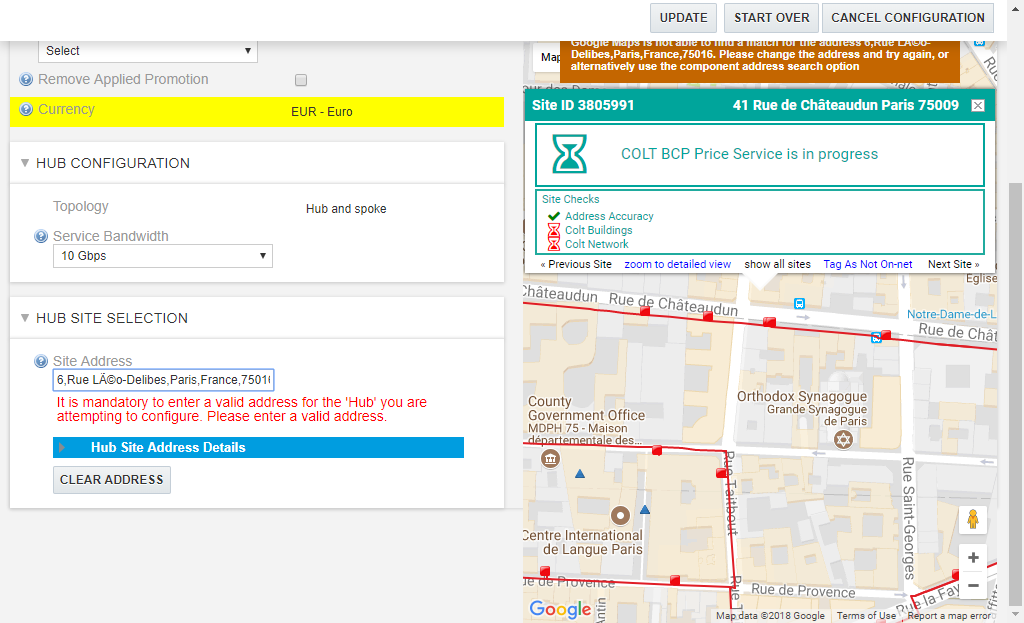 UPDATE
START OVER
CANCEL CONFIGURATION
Select
Remove Applied Promotion
Currency
EUR - Euro
HUB CONFIGURATION
Topology
Hub and spoke
Service Bandwidth
10 Gbps
HUB SITE SELECTION
Site Address
6,Rue LÃ©o-Delibes,Paris,France,75016
It is mandatory to enter a valid address for the 'Hub' you are
attempting to configure. Please enter a valid address.
Hub Site Address Details
CLEAR ADDRESS
Map
Google Maps is not able to find a match for the address 6,Rue LÃ©o-
Delibes,Paris,France,75016. Please change the address and try again, or
alternatively use the component address search option
Site ID 3805991
41 Rue de Châteaudun Paris 75009
COLT BCP Price Service is in progress
Site Checks
Address Accuracy
Colt Buildings
Colt Network
« Previous Site
zoom to detailed view
show all sites
Tag As Not On-net
Next Site »
Église
Châteaudun
Rue de Châteaudun
Notre-Dame-de-L
Rue de Chât
County
Government Office
MDPH 75 - Maison
départementale des...
Orthodox Synagogue
Grande Synagogue
de Paris
Rue Taitbout
Rue Saint-Georges
Centre International
de Langue Paris
e de Provence
Rue de Provence
Rue la Fay
Google
Map data ©2018 Google
Terms of Use
Report a map error